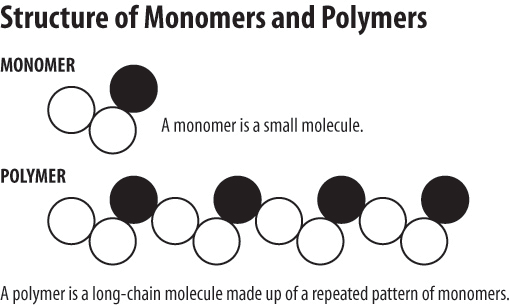 Structure of Monomers and Polymers
MONOMER
A monomer is a small molecule.
POLYMER
A polymer is a long-chain molecule made up of a repeated pattern of monomers.